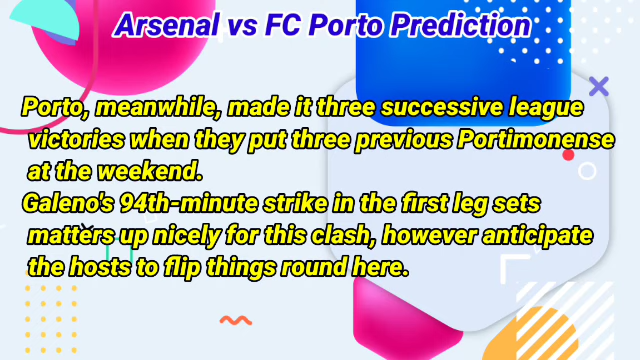 Arsenal vs FC Porto Prediction
Porto, meanwhile, made it three successive league
victories when they put three previous Portimonense
at the weekend.
Galeno's 94th-minute strike in the first leg sets
matters up nicely for this clash, however anticipate
the hosts to flip things round here.